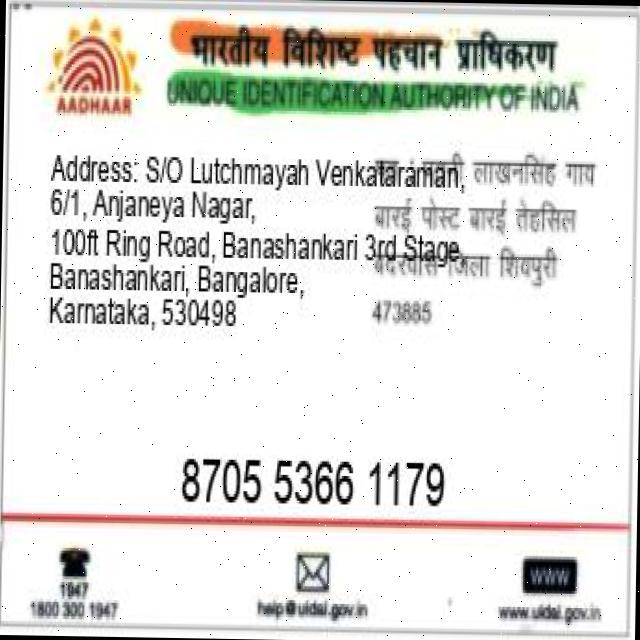 भारतीय विशिष्ट पहचान प्राधिकरण
UNIQUE IDENTIFICATION AUTHORITY OF INDIA
AADHAAR
Address: S/O Lutchmayah Venkataraman,
6/1, Anjaneya Nagar,
100ft Ring Road, Banashankari 3rd Stage,
Banashankari, Bangalore,
Karnataka, 530498
लाखनसिंह गाय
बारई पोस्ट बारई तेहसिल
जिला शिवपुरी
473885
8705 5366 1179
1947
1800 300 1947
help@uidai.gov.in
www
www.uidai.gov.in